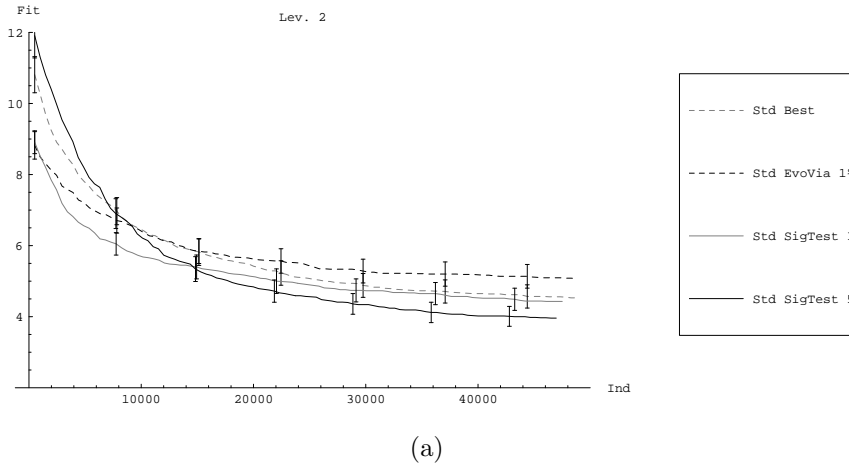 Fit
Lev. 2
12
10
8
6
4
10000
20000
30000
40000
Ind
Std Best
Std EvoVia
Std SigTest
Std SigTest
(a)